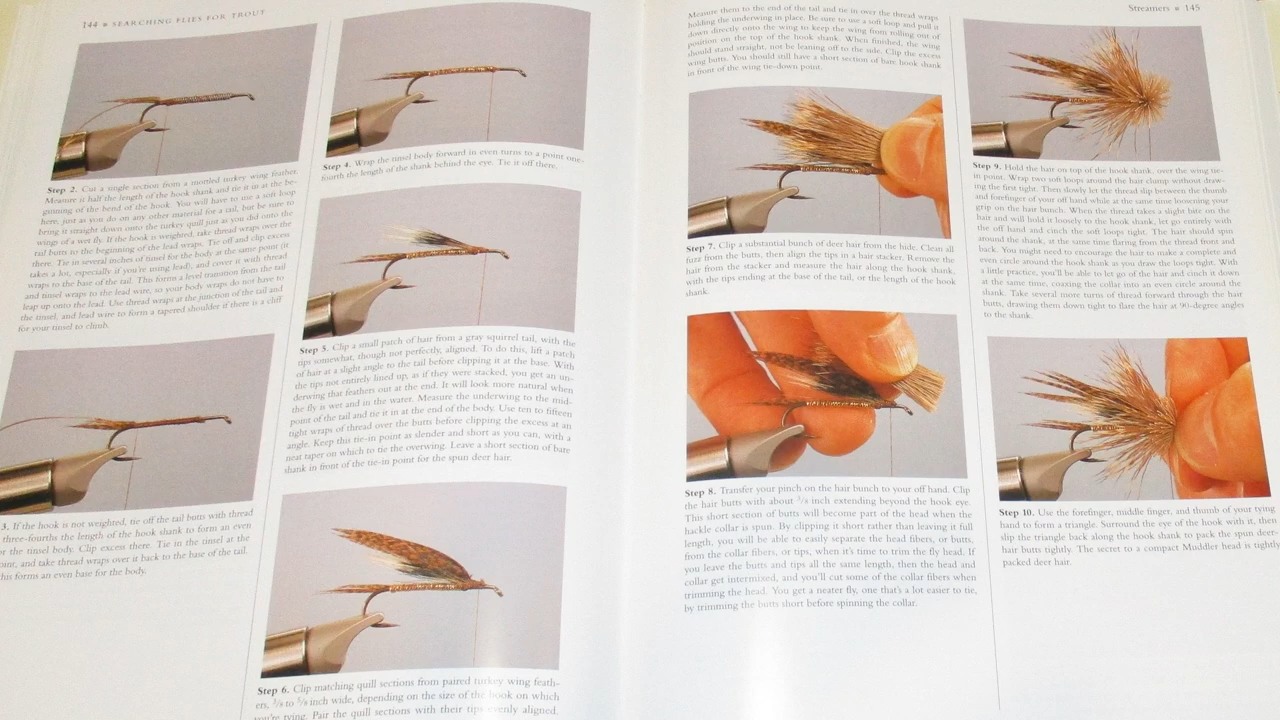 144 ■ SEARCHING FLIES FOR TROUT
Step 2. Cut a single section from a mottled turkey wing feather.
Measure it half the length of the hook shank and tie it in at the be-
ginning of the bend of the hook. You will have to use a soft loop
here, just as you do on any other material for a tail, but be sure to
bring it straight down onto the turkey quill just as you did onto the
wings of a wet fly. If the hook is weighted, take thread wraps over the
tail butts to the beginning of the lead wraps. Tie off and clip excess
there. Tie in several inches of tinsel for the body at the same point (it
takes a lot, especially if you're using lead), and cover it with thread
wraps to the base of the tail. This forms a level transition from the tail
and tinsel wraps to the lead wire, so your body wraps do not have to
leap up onto the lead. Use thread wraps at the junction of the tail and
the tinsel, and lead wire to form a tapered shoulder if there is a cliff
for your tinsel to climb.
3. If the hook is not weighted, tie off the tail butts with thread
three-fourths the length of the hook shank to form an even
or the tinsel body. Clip excess there. Tie in the tinsel at the
oint, and take thread wraps over it back to the base of the tail.
his forms an even base for the body.
Step 4. Wrap the tinsel body forward in even turns to a point one-
fourth the length of the shank behind the eye. Tie it off there.
Step 5. Clip a small patch of hair from a gray squirrel tail, with the
tips somewhat, though not perfectly, aligned. To do this, lift a patch
of hair at a slight angle to the tail before clipping it at the base. With
the tips not entirely lined up, as if they were stacked, you get an un-
derwing that feathers out at the end. It will look more natural when
the fly is wet and in the water. Measure the underwing to the mid-
point of the tail and tie it in at the end of the body. Use ten to fifteen
tight wraps of thread over the butts before clipping the excess at an
angle. Keep this tie-in point as slender and short as you can, with a
neat taper on which to tie the overwing. Leave a short section of bare
shank in front of the tie-in point for the spun deer hair.
Step 6. Clip matching quill sections from paired turkey wing feath-
ers, 3/8 to 5/8 inch wide, depending on the size of the hook on which
you're tying. Pair the quill sections with their tips evenly aligned.
Streamers ■ 145
Measure them to the end of the tail and tie in over the thread wraps
holding the underwing in place. Be sure to use a soft loop and pull it
down directly onto the wing to keep the wing from rolling out of
position on the top of the hook shank. When finished, the wing
should stand straight, not be leaning off to the side. Clip the excess
wing butts. You should still have a short section of bare hook shank
in front of the wing tie-down point.
Step 7. Clip a substantial bunch of deer hair from the hide. Clean all
fuzz from the butts, then align the tips in a hair stacker. Remove the
hair from the stacker and measure the hair along the hook shank,
with the tips ending at the base of the tail, or the length of the hook
shank.
Step 8. Transfer your pinch on the hair bunch to your off hand. Clip
the hair butts with about 3/8 inch extending beyond the hook eye.
This short section of butts will become part of the head when the
hackle collar is spun. By clipping it short rather than leaving it full
length, you will be able to easily separate the head fibers, or butts,
from the collar fibers, or tips, when it's time to trim the fly head. If
you leave the butts and tips all the same length, then the head and
collar get intermixed, and you'll cut some of the collar fibers when
trimming the head. You get a neater fly, one that's a lot easier to tie,
by trimming the butts short before spinning the collar.
Step 9. Hold the hair on top of the hook shank, over the wing tie-
in point. Wrap two soft loops around the hair clump without draw-
ing the first tight. Then slowly let the thread slip between the thumb
and forefinger of your off hand while at the same time loosening your
grip on the hair bunch. When the thread takes a slight bite on the
hair and will hold it loosely to the hook shank, let go entirely with
the off hand and cinch the soft loops tight. The hair should spin
around the shank, at the same time flaring from the thread front and
back. You might need to encourage the hair to make a complete and
even circle around the hook shank as you draw the loops tight. With
a little practice, you'll be able to let go of the hair and cinch it down
at the same time, coaxing the collar into an even circle around the
shank. Take several more turns of thread forward through the hair
butts, drawing them down tight to flare the hair at 90-degree angles
to the shank.
Step 10. Use the forefinger, middle finger, and thumb of your tying
hand to form a triangle. Surround the eye of the hook with it, then
slip the triangle back along the hook shank to pack the spun deer-
hair butts tightly. The secret to a compact Muddler head is tightly
packed deer hair.